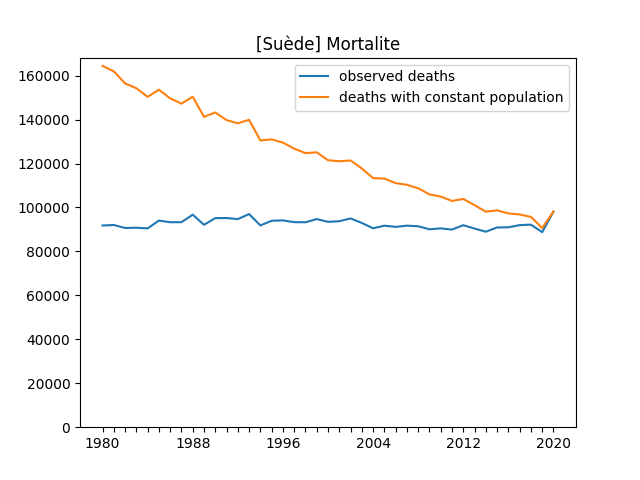 [Suède] Mortalite
observed deaths
deaths with constant population
160000
140000
120000
100000
80000
60000
40000
20000
0
1980 1988 1996 2004 2012 2020